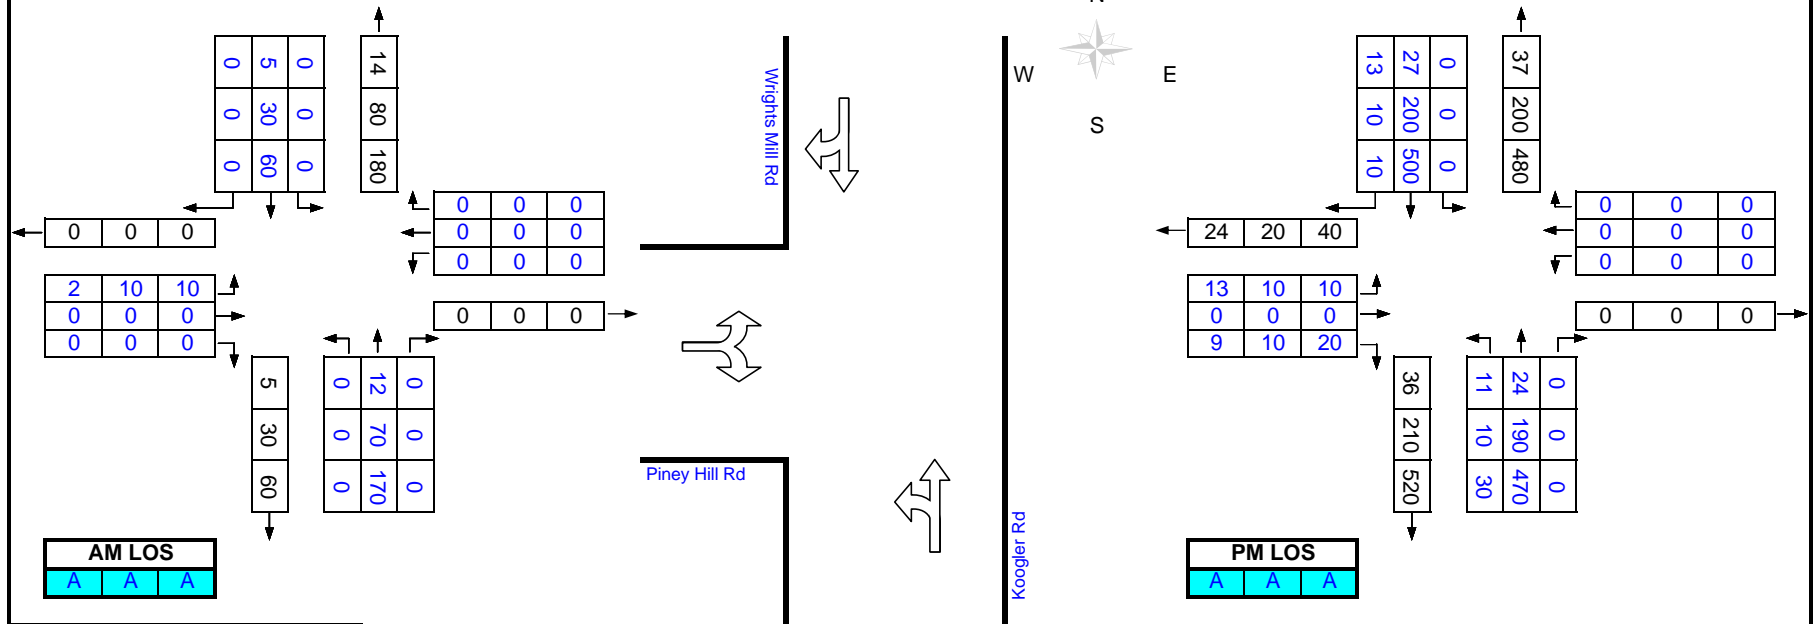 N
W E
S
0 5 0
0 30 0
0 60 0
14
80
180
0 0 0
0 0 0
0 0 0
0 0 0
2 10 10
0 0 0
0 0 0
0 0 0
5
30
60
0 12 0
0 70 0
0 170 0
AM LOS
A A A
Wrights Mill Rd
Piney Hill Rd
Koogler Rd
13 27 0
10 200 0
10 500 0
37
200
480
24 20 40
0 0 0
0 0 0
0 0 0
13 10 10
0 0 0
9 10 20
0 0 0
36
210
520
11 24 0
10 190 0
30 470 0
PM LOS
A A A